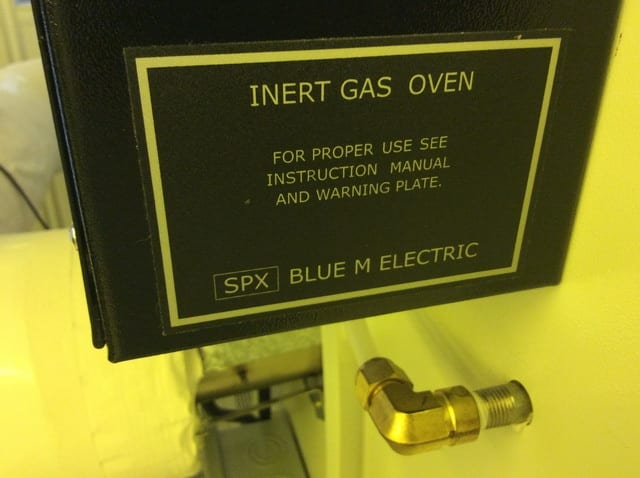 INERT GAS OVEN
FOR PROPER USE SEE
INSTRUCTION MANUAL
AND WARNING PLATE.
SPX BLUE M ELECTRIC